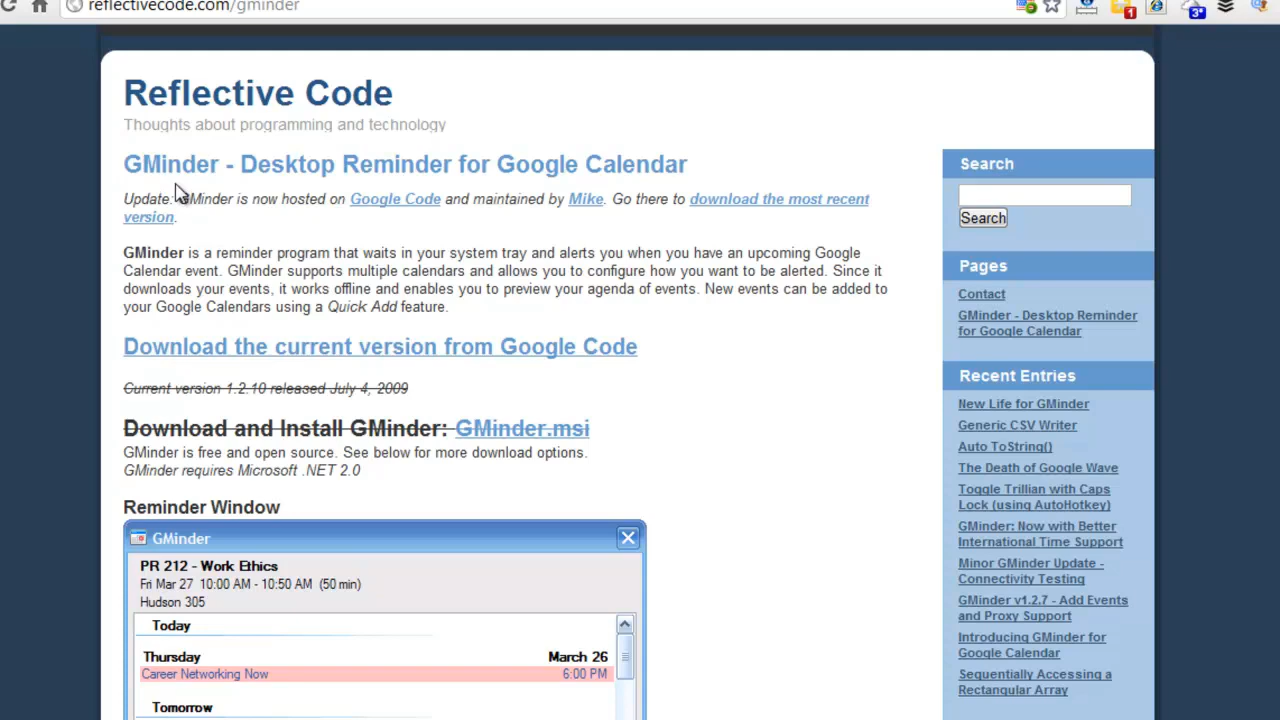 reflectivecode.com/gminder
1
3*
Reflective Code
Thoughts about programming and technology
GMinder - Desktop Reminder for Google Calendar
Update: GMinder is now hosted on Google Code and maintained by Mike. Go there to download the most recent
version.
GMinder is a reminder program that waits in your system tray and alerts you when you have an upcoming Google
Calendar event. GMinder supports multiple calendars and allows you to configure how you want to be alerted. Since it
downloads your events, it works offline and enables you to preview your agenda of events. New events can be added to
your Google Calendars using a Quick Add feature.
Download the current version from Google Code
Current version 1.2.10 released July 4, 2009
Download and Install GMinder: GMinder.msi
GMinder is free and open source. See below for more download options.
GMinder requires Microsoft .NET 2.0
Reminder Window
GMinder
PR 212 - Work Ethics
Fri Mar 27 10:00 AM - 10:50 AM (50 min)
Hudson 305
Today
Thursday March 26
Career Networking Now 6:00 PM
Tomorrow
Search
Search
Pages
Contact
GMinder - Desktop Reminder
for Google Calendar
Recent Entries
New Life for GMinder
Generic CSV Writer
Auto ToString()
The Death of Google Wave
Toggle Trillian with Caps
Lock (using AutoHotkey)
GMinder: Now with Better
International Time Support
Minor GMinder Update -
Connectivity Testing
GMinder v1.2.7 - Add Events
and Proxy Support
Introducing GMinder for
Google Calendar
Sequentially Accessing a
Rectangular Array